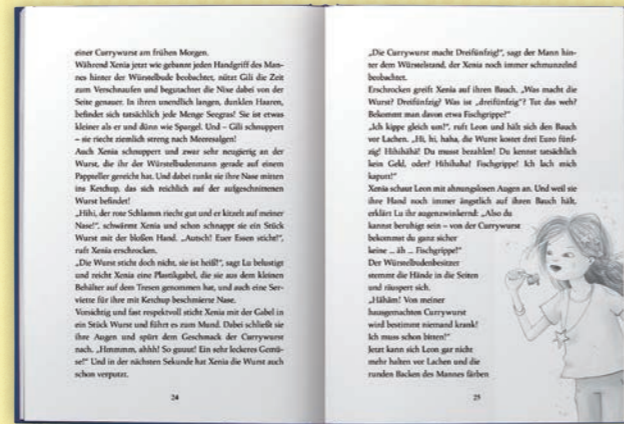 einer Currywurst am frühen Morgen.
Während Xenia jetzt wie gebannt jeden Handgriff des Man-
nes hinter der Würstelbude beobachtet, nützt Gili die Zeit
zum Verschnaufen und begutachtet die Nixe dabei von der
Seite genauer. In ihren unendlich langen, dunklen Haaren,
befindet sich tatsächlich jede Menge Seegras! Sie ist etwas
kleiner als er und dünn wie Spargel. Und – Gili schnuppert
– sie riecht ziemlich streng nach Meeresalgen!
Auch Xenia schnuppert und zwar sehr neugierig an der
Wurst, die ihr der Würstelbudenmann gerade auf einem
Pappteller gereicht hat. Und dabei tunkt sie ihre Nase mitten
ins Ketchup, das sich reichlich auf der aufgeschnittenen
Wurst befindet!
„Hihi, der rote Schlamm riecht gut und er kitzelt auf meiner
Nase!“, schwärmt Xenia und schon schnappt sie ein Stück
Wurst mit der bloßen Hand. „Autsch! Euer Essen sticht!“,
ruft Xenia erschrocken.
„Die Wurst sticht doch nicht, sie ist heiß!“, sagt Lu belustigt
und reicht Xenia eine Plastikgabel, die sie aus dem kleinen
Behälter auf dem Tresen genommen hat, und auch eine Ser-
viette für ihre mit Ketchup beschmierte Nase.
Vorsichtig und fast respektvoll sticht Xenia mit der Gabel in
ein Stück Wurst und führt es zum Mund. Dabei schließt sie
ihre Augen und spürt dem Geschmack der Currywurst
nach. „Hmmmm, ahhh! So guuut! Ein sehr leckeres Gemü-
se!“ Und in der nächsten Sekunde hat Xenia die Wurst auch
schon verputzt.
24
„Die Currywurst macht Dreifünfzig!“, sagt der Mann hin-
ter dem Würstelstand, der Xenia noch immer schmunzelnd
beobachtet.
Erschrocken greift Xenia auf ihren Bauch. „Was macht die
Wurst? Dreifünfzig? Was ist „dreifünfzig“? Tut das weh?
Bekommt man davon etwa Fischgrippe?“
„Ich kippe gleich um!“, ruft Leon und hält sich den Bauch
vor Lachen. „Hi, hi, haha, die Wurst kostet drei Euro fünf-
zig! Hihihähä! Du musst bezahlen! Du kennst tatsächlich
kein Geld, oder? Hihihaha! Fischgrippe! Ich lach mich
kaputt!“
Xenia schaut Leon mit ahnungslosen Augen an. Und weil sie
ihre Hand noch immer ängstlich auf ihren Bauch hält,
erklärt Lu ihr augenzwinkernd: „Also du
kannst beruhigt sein – von der Currywurst
bekommst du ganz sicher
keine ... äh ... Fischgrippe!“
Der Würstelbudenbesitzer
stemmt die Hände in die Seiten
und räuspert sich.
„Hähäm! Von meiner
hausgemachten Currywurst
wird bestimmt niemand krank!
Ich muss schon bitten!“
Jetzt kann sich Leon gar nicht
mehr halten vor Lachen und die
runden Backen des Mannes färben
25